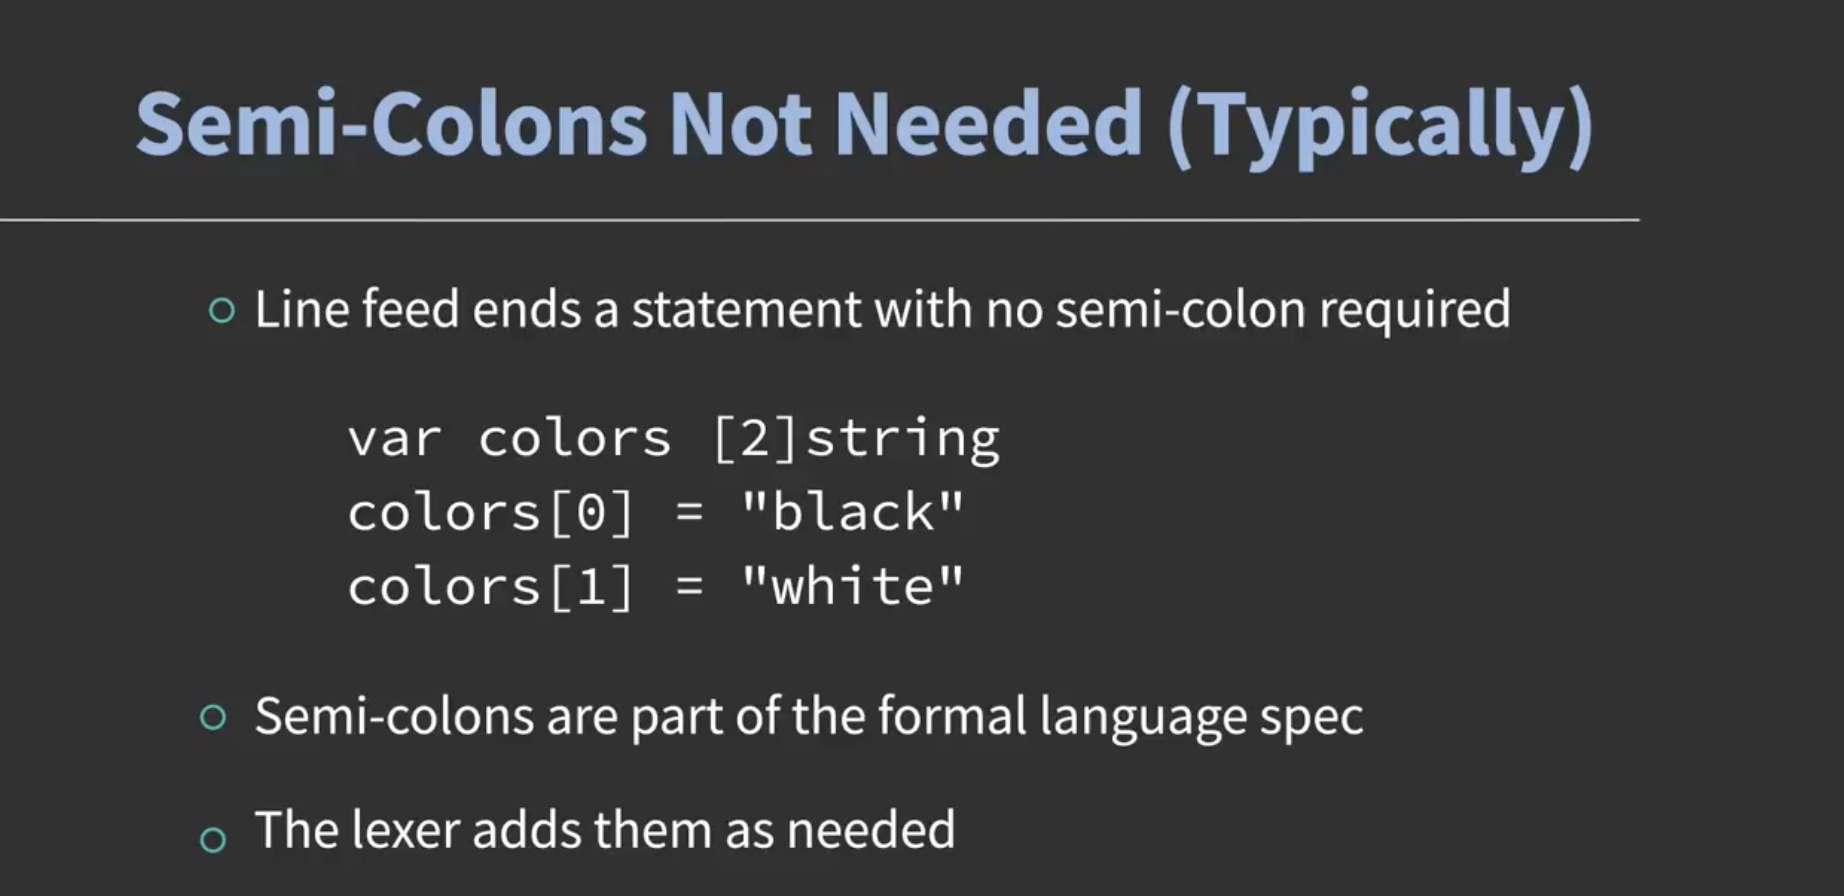 Semi-Colons Not Needed (Typically)
Line feed ends a statement with no semi-colon required
var colors [2]string
colors[0] = "black"
colors[1] = "white"
Semi-colons are part of the formal language spec
The lexer adds them as needed